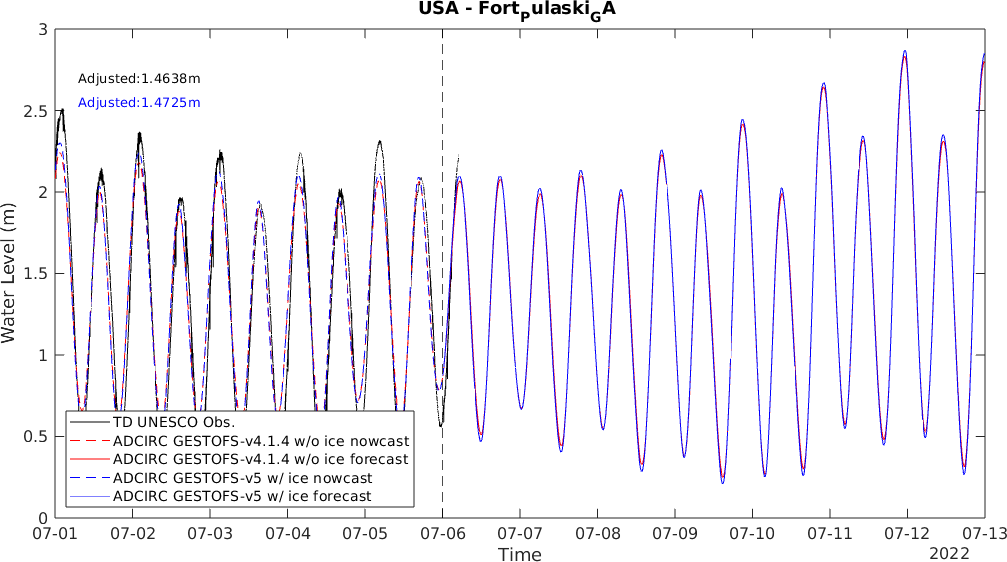 USA - Fort_Pulaski_GA
3
Adjusted:1.4638m
Adjusted:1.4725m
2.5
2
1.5
1
0.5
0
Water Level (m)
TD UNESCO Obs.
ADCIRC GESTOFS-v4.1.4 w/o ice nowcast
ADCIRC GESTOFS-v4.1.4 w/o ice forecast
ADCIRC GESTOFS-v5 w/ ice nowcast
ADCIRC GESTOFS-v5 w/ ice forecast
07-01 07-02 07-03 07-04 07-05 07-06 07-07 07-08 07-09 07-10 07-11 07-12 07-13
Time
2022